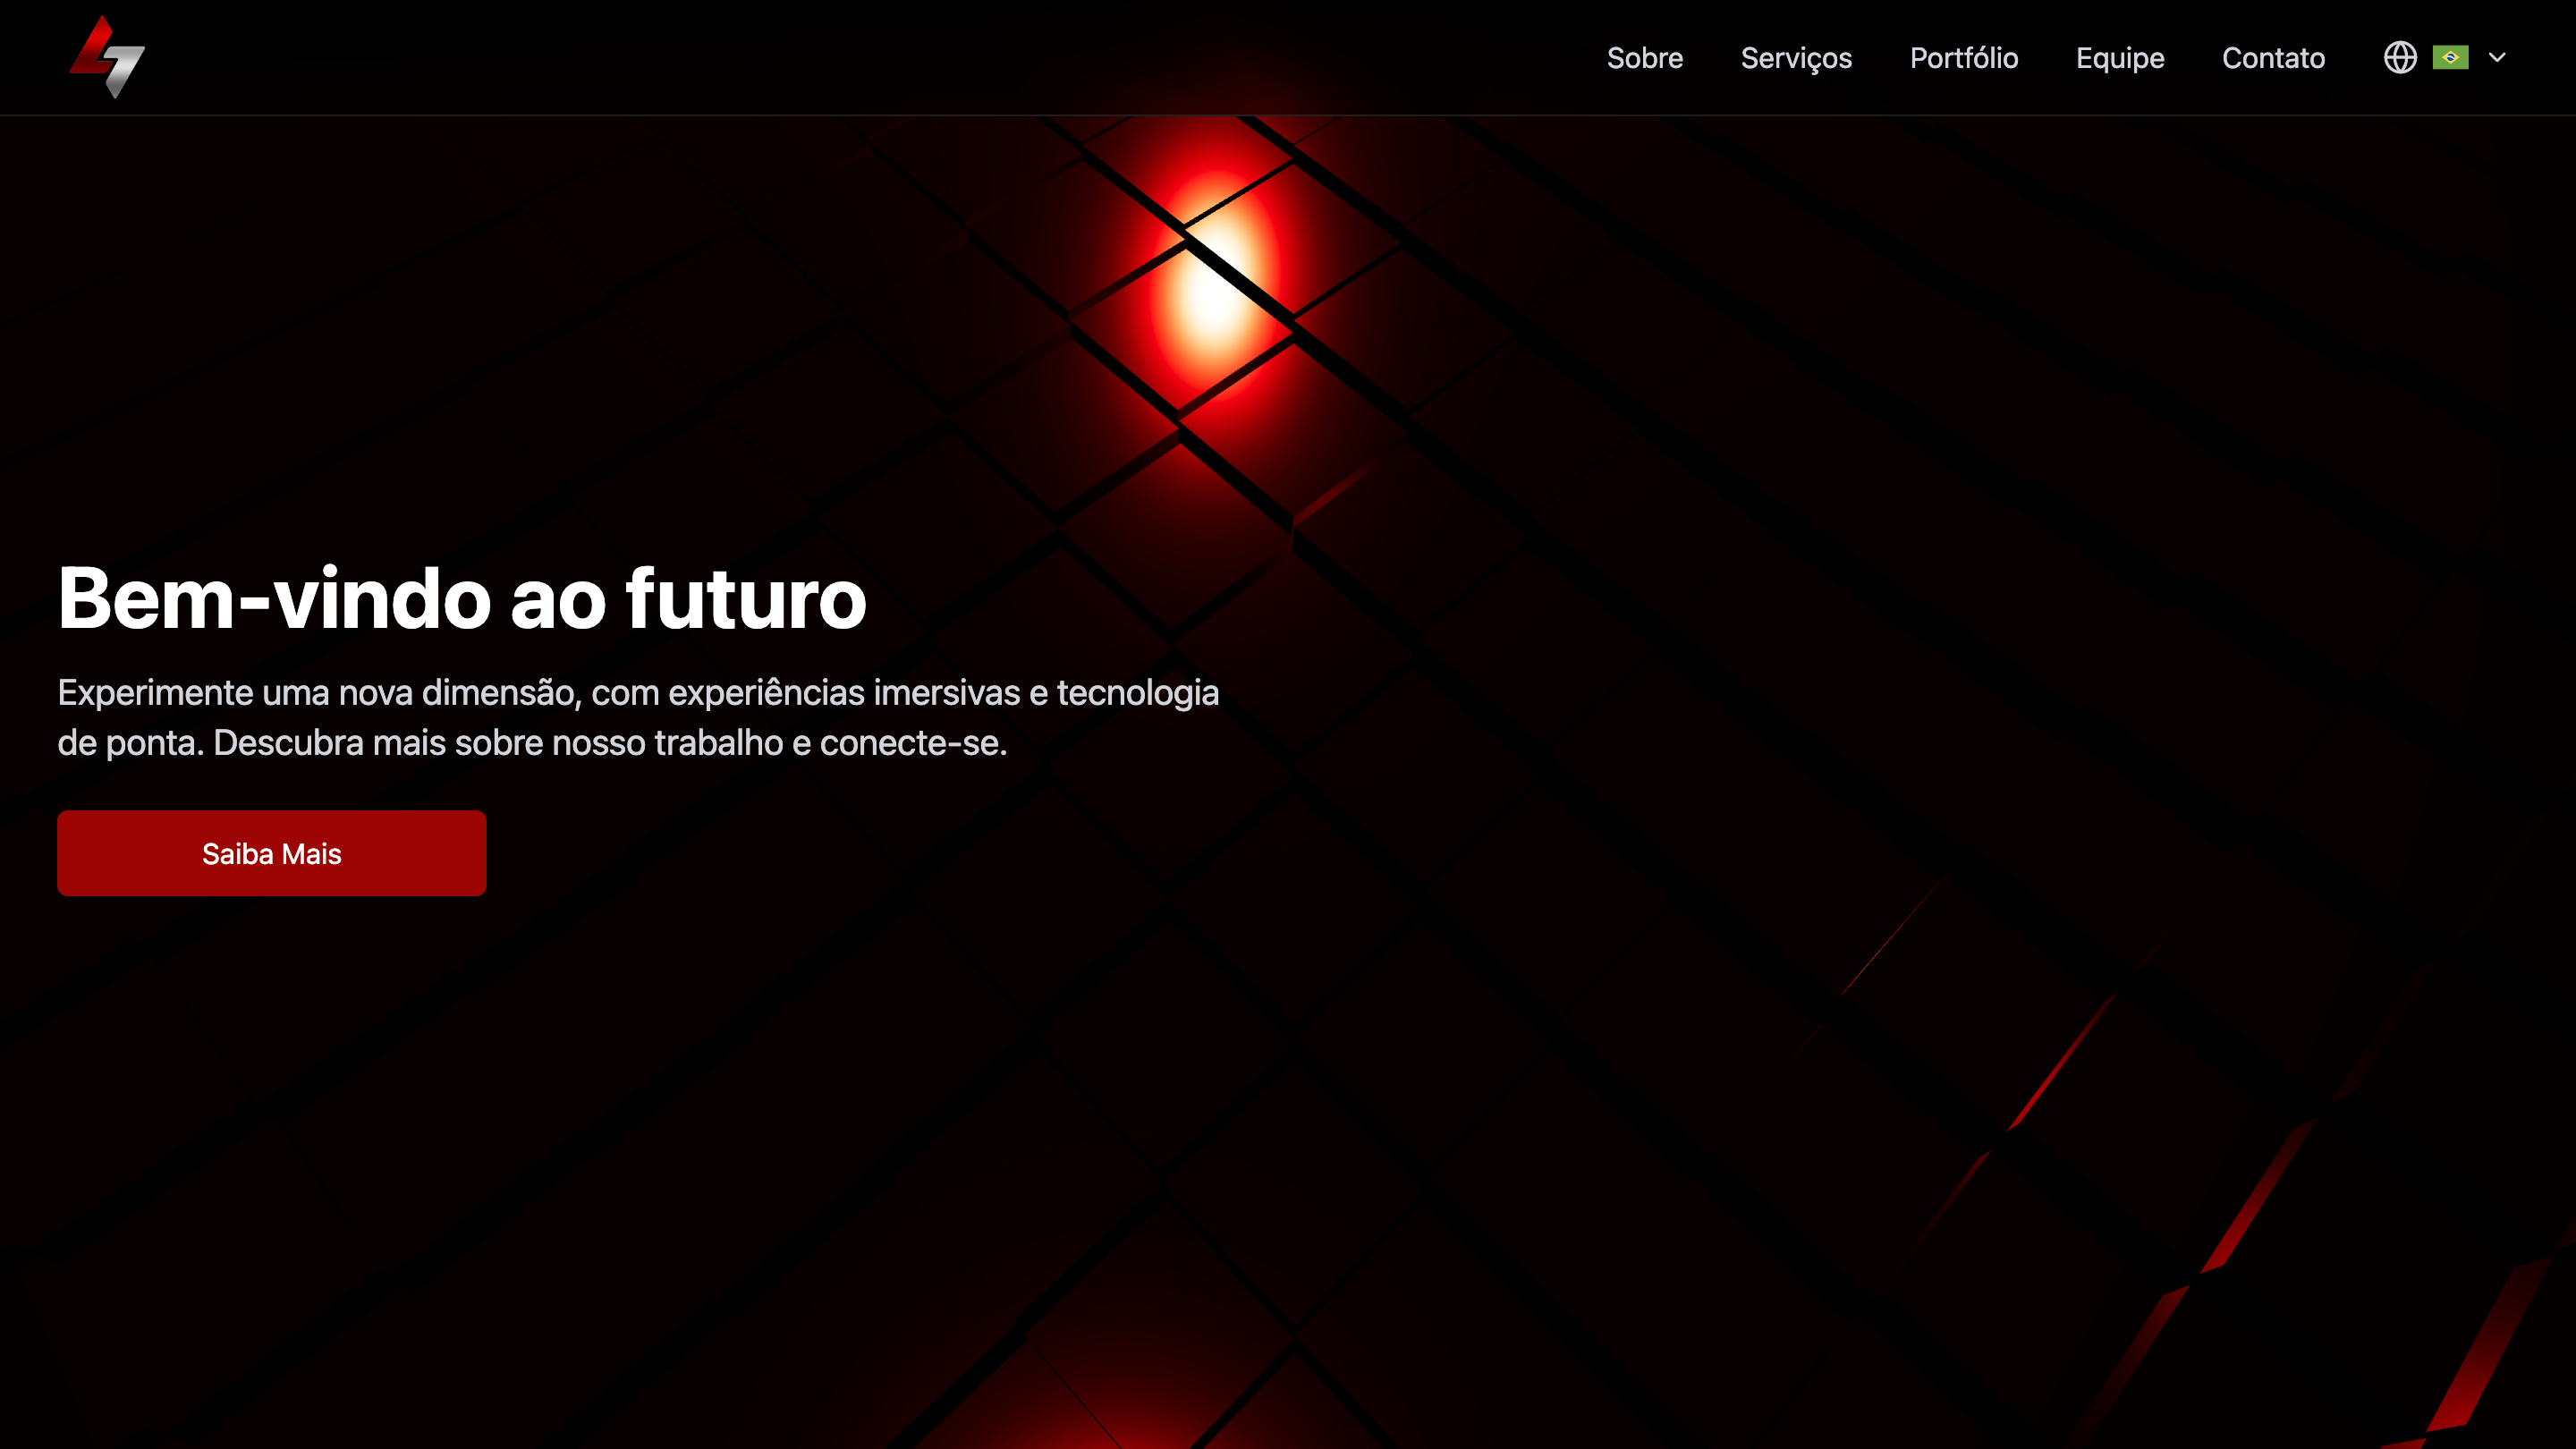 Sobre Serviços Portfólio Equipe Contato
Bem-vindo ao futuro
Experimente uma nova dimensão, com experiências imersivas e tecnologia
de ponta. Descubra mais sobre nosso trabalho e conecte-se.
Saiba Mais